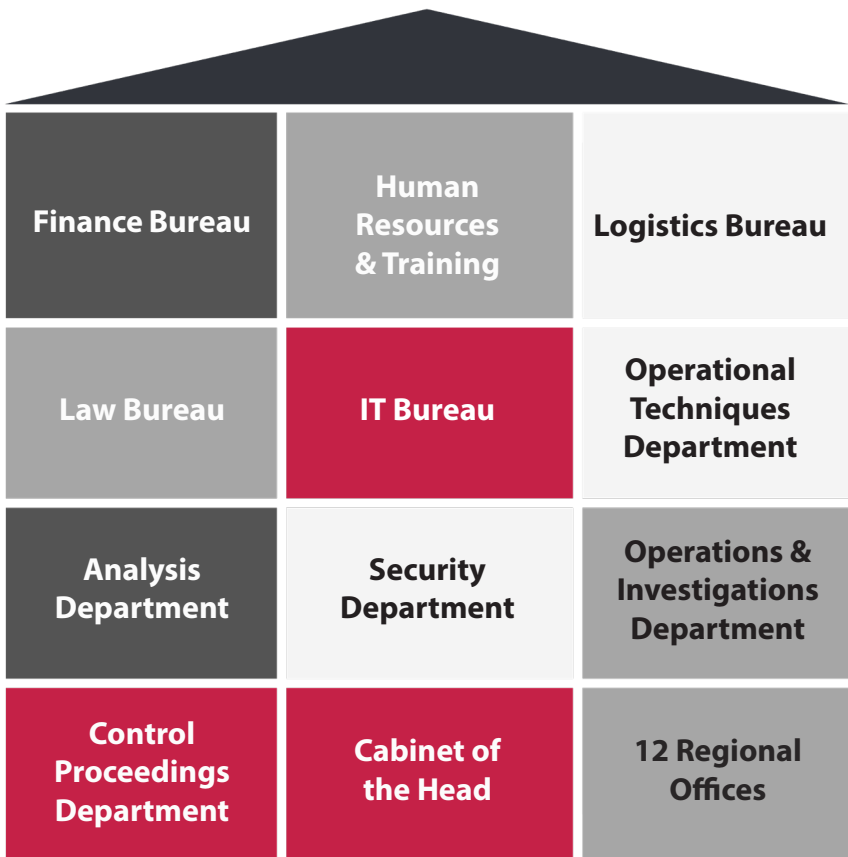 Finance Bureau
Human
Resources
& Training
Logistics Bureau
Law Bureau
IT Bureau
Operational
Techniques
Department
Analysis
Department
Security
Department
Operations &
Investigations
Department
Control
Proceedings
Department
Cabinet of
the Head
12 Regional
Offices